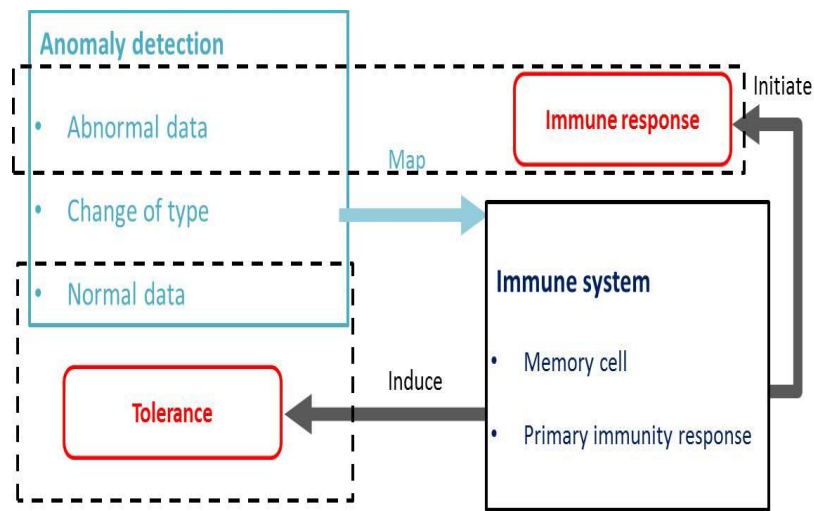 Anomaly detection
Initiate
• Abnormal data
Immune response
Map
• Change of type
• Normal data
Immune system
• Memory cell
Induce
Tolerance
• Primary immunity response